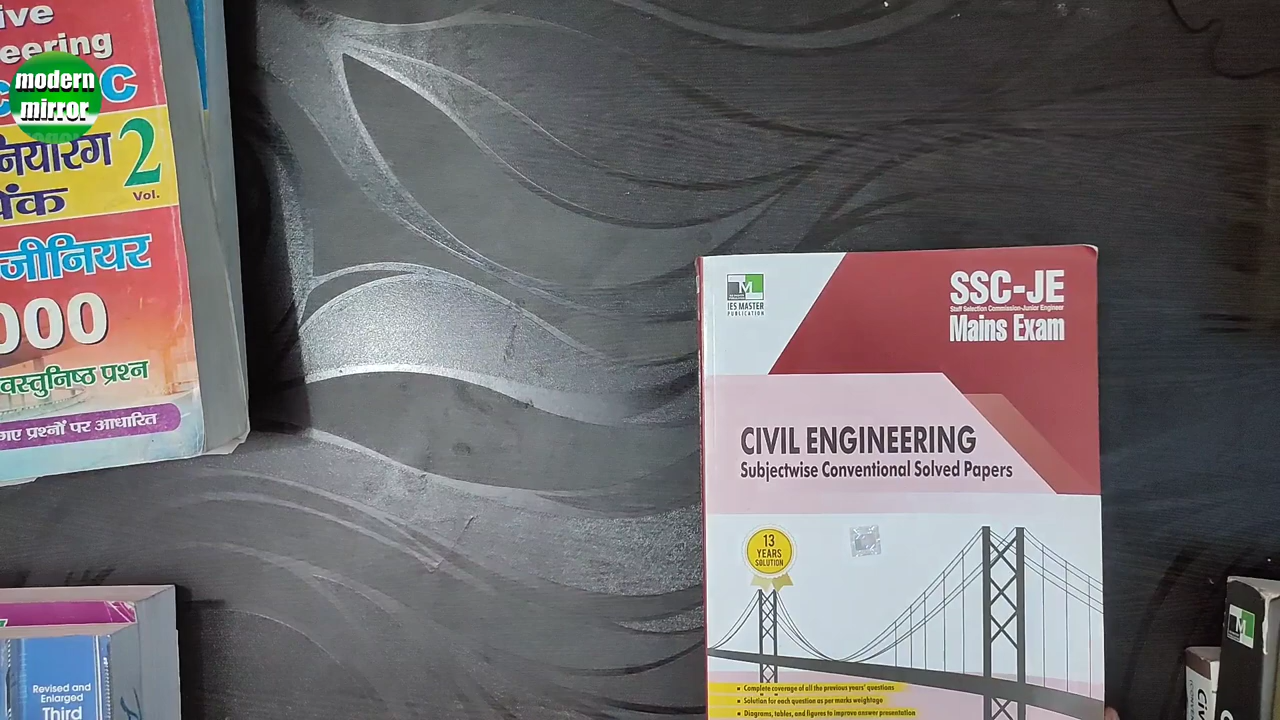 ive
eering
modern
mirror
C
2
Vol.
000
वस्तुनिष्ठ प्रश्न
प्रश्नों पर आधारित
Revised and
Enlarged
Third
IES MASTER
PUBLICATION
SSC-JE
Staff Selection Commission-Junior Engineer
Mains Exam
CIVIL ENGINEERING
Subjectwise Conventional Solved Papers
13
YEARS
SOLUTION
▪ Complete coverage of all the previous years' questions
▪ Solution for each question as per marks weightage
▪ Diagrams, tables, and figures to improve answer presentation